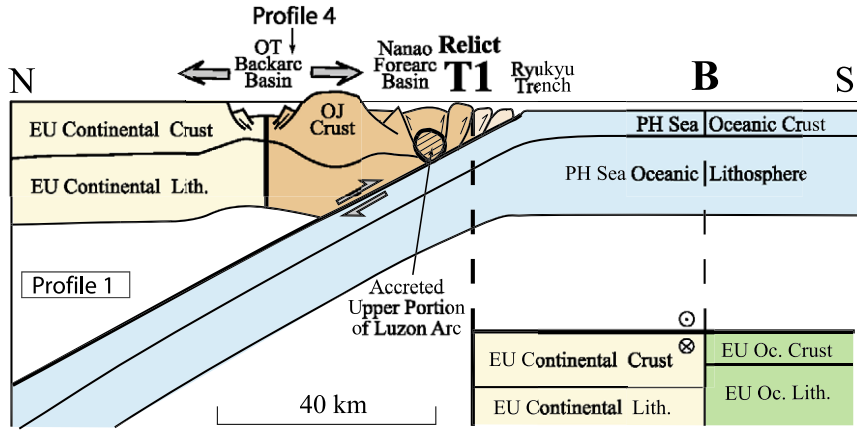 Profile 4
N
OT
Backarc
Basin
Nanao
Forearc
Basin
Relict
T1
Ryukyu
Trench
B
S
EU Continental Crust
OJ
Crust
PH Sea Oceanic Crust
EU Continental Lith.
PH Sea Oceanic Lithosphere
Profile 1
Accreted
Upper Portion
of Luzon Arc
EU Continental Crust
EU Oc. Crust
EU Continental Lith.
EU Oc. Lith.
40 km